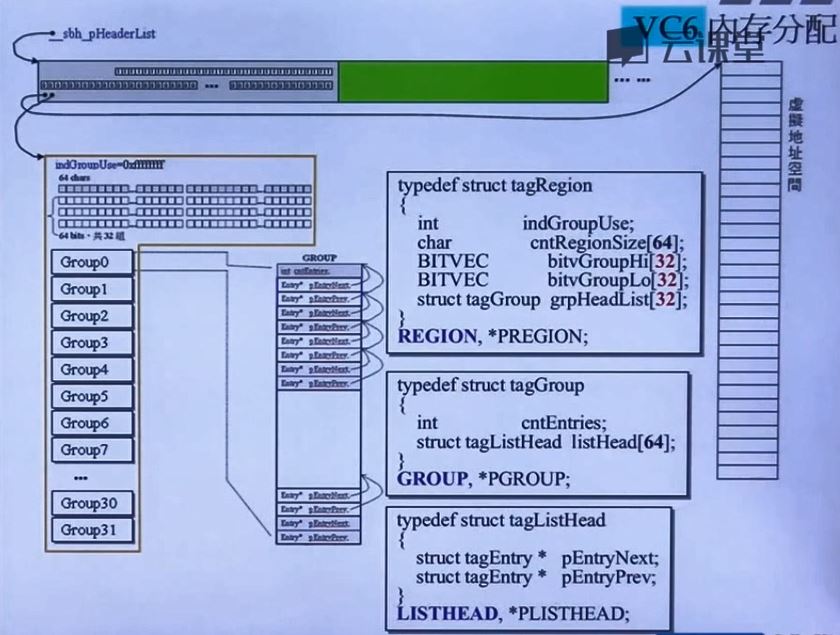 VC6 内存分配
云课堂
__sbh_pHeaderList
... ...
虛擬地址空間
indGroupUse=0xffffffff
64 chars
64 bits，共32組
Group0
Group1
Group2
Group3
Group4
Group5
Group6
Group7
...
Group30
Group31
GROUP
int cntEntries.
Entry* pEntryNext.
Entry* pEntryPrev.
Entry* pEntryNext.
Entry* pEntryPrev.
Entry* pEntryNext.
Entry* pEntryPrev.
Entry* pEntryNext.
Entry* pEntryPrev.
Entry* pEntryNext.
Entry* pEntryPrev.
Entry* pEntryNext.
Entry* pEntryPrev.
typedef struct tagRegion
{
int indGroupUse;
char cntRegionSize[64];
BITVEC bitvGroupHi[32];
BITVEC bitvGroupLo[32];
struct tagGroup grpHeadList[32];
}
REGION, *PREGION;
typedef struct tagGroup
{
int cntEntries;
struct tagListHead listHead[64];
}
GROUP, *PGROUP;
typedef struct tagListHead
{
struct tagEntry * pEntryNext;
struct tagEntry * pEntryPrev;
}
LISTHEAD, *PLISTHEAD;